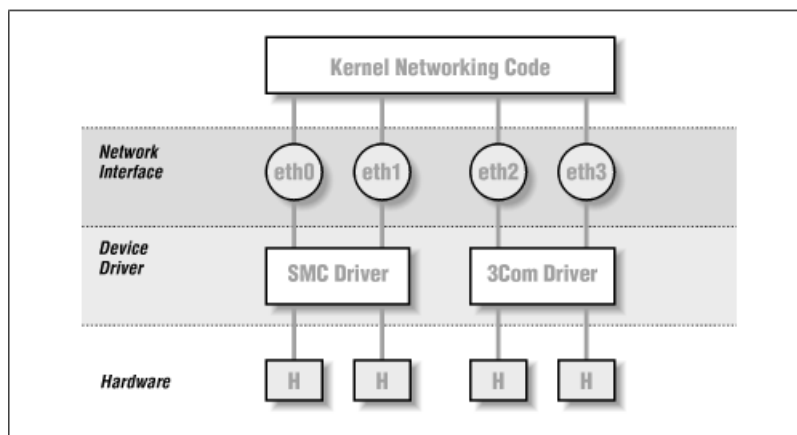 Kernel Networking Code
Network
Interface
eth0 eth1 eth2 eth3
Device
Driver
SMC Driver 3Com Driver
Hardware
H H H H